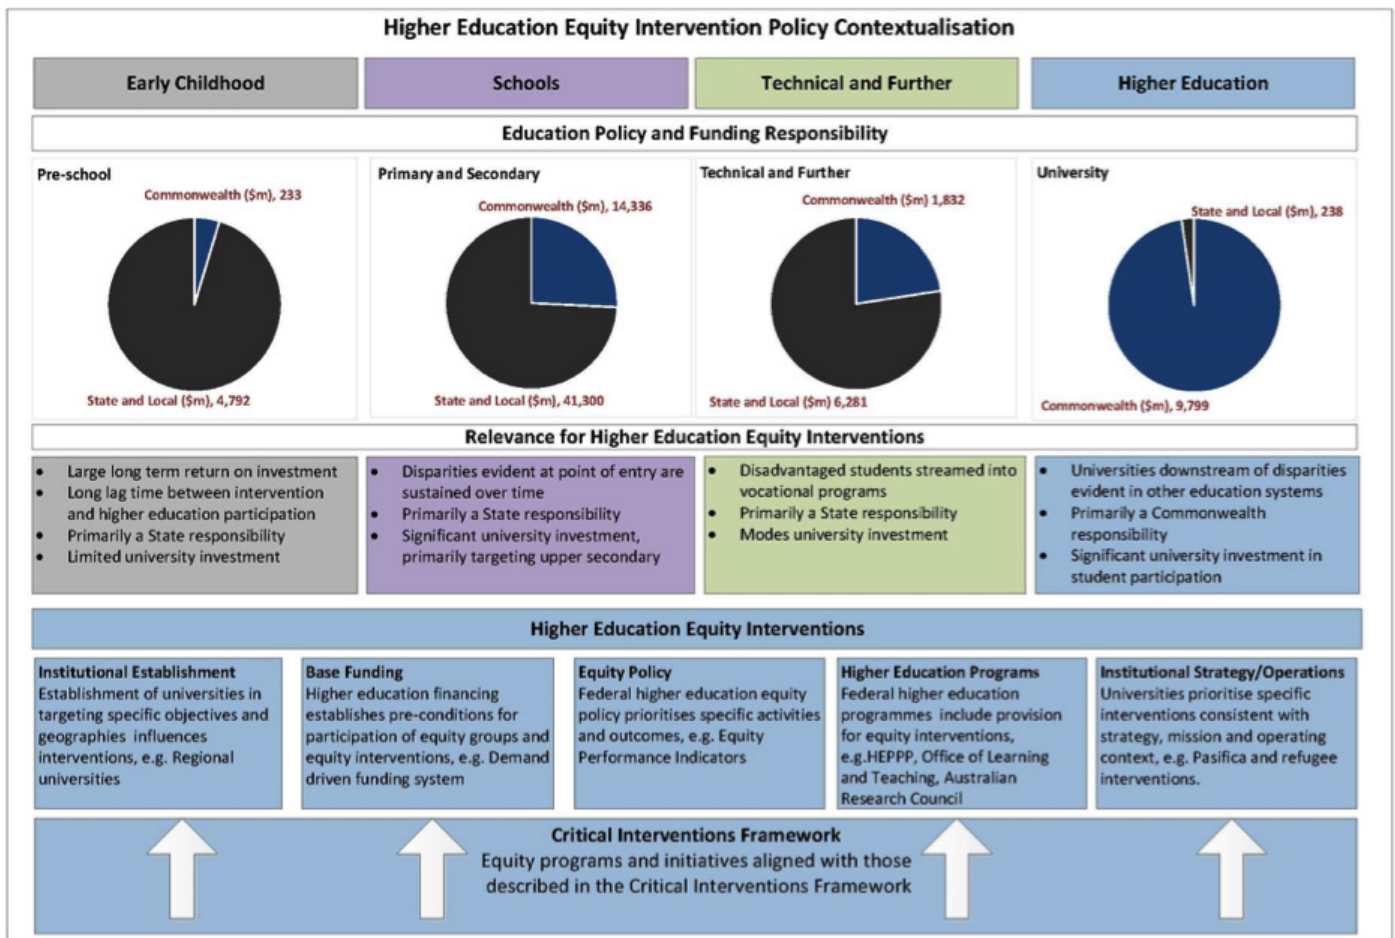 Higher Education Equity Intervention Policy Contextualisation
Early Childhood
Schools
Technical and Further
Higher Education
Education Policy and Funding Responsibility
Pre-school
Commonwealth ($m), 233
State and Local ($m), 4,792
Primary and Secondary
Commonwealth ($m), 14,336
State and Local ($m), 41,300
Technical and Further
Commonwealth ($m) 1,832
State and Local ($m) 6,281
University
State and Local ($m), 238
Commonwealth ($m), 9,799
Relevance for Higher Education Equity Interventions
• Large long term return on investment
• Long lag time between intervention
and higher education participation
• Primarily a State responsibility
• Limited university investment
• Disparities evident at point of entry are
sustained over time
• Primarily a State responsibility
• Significant university investment,
primarily targeting upper secondary
• Disadvantaged students streamed into
vocational programs
• Primarily a State responsibility
• Modes university investment
• Universities downstream of disparities
evident in other education systems
• Primarily a Commonwealth
responsibility
• Significant university investment in
student participation
Higher Education Equity Interventions
Institutional Establishment
Establishment of universities in
targeting specific objectives and
geographies influences
interventions, e.g. Regional
universities
Base Funding
Higher education financing
establishes pre-conditions for
participation of equity groups and
equity interventions, e.g. Demand
driven funding system
Equity Policy
Federal higher education equity
policy prioritises specific activities
and outcomes, e.g. Equity
Performance Indicators
Higher Education Programs
Federal higher education
programmes include provision
for equity interventions,
e.g.HEPPP, Office of Learning
and Teaching, Australian
Research Council
Institutional Strategy/Operations
Universities prioritise specific
interventions consistent with
strategy, mission and operating
context, e.g. Pasifica and refugee
interventions.
Critical Interventions Framework
Equity programs and initiatives aligned with those
described in the Critical Interventions Framework